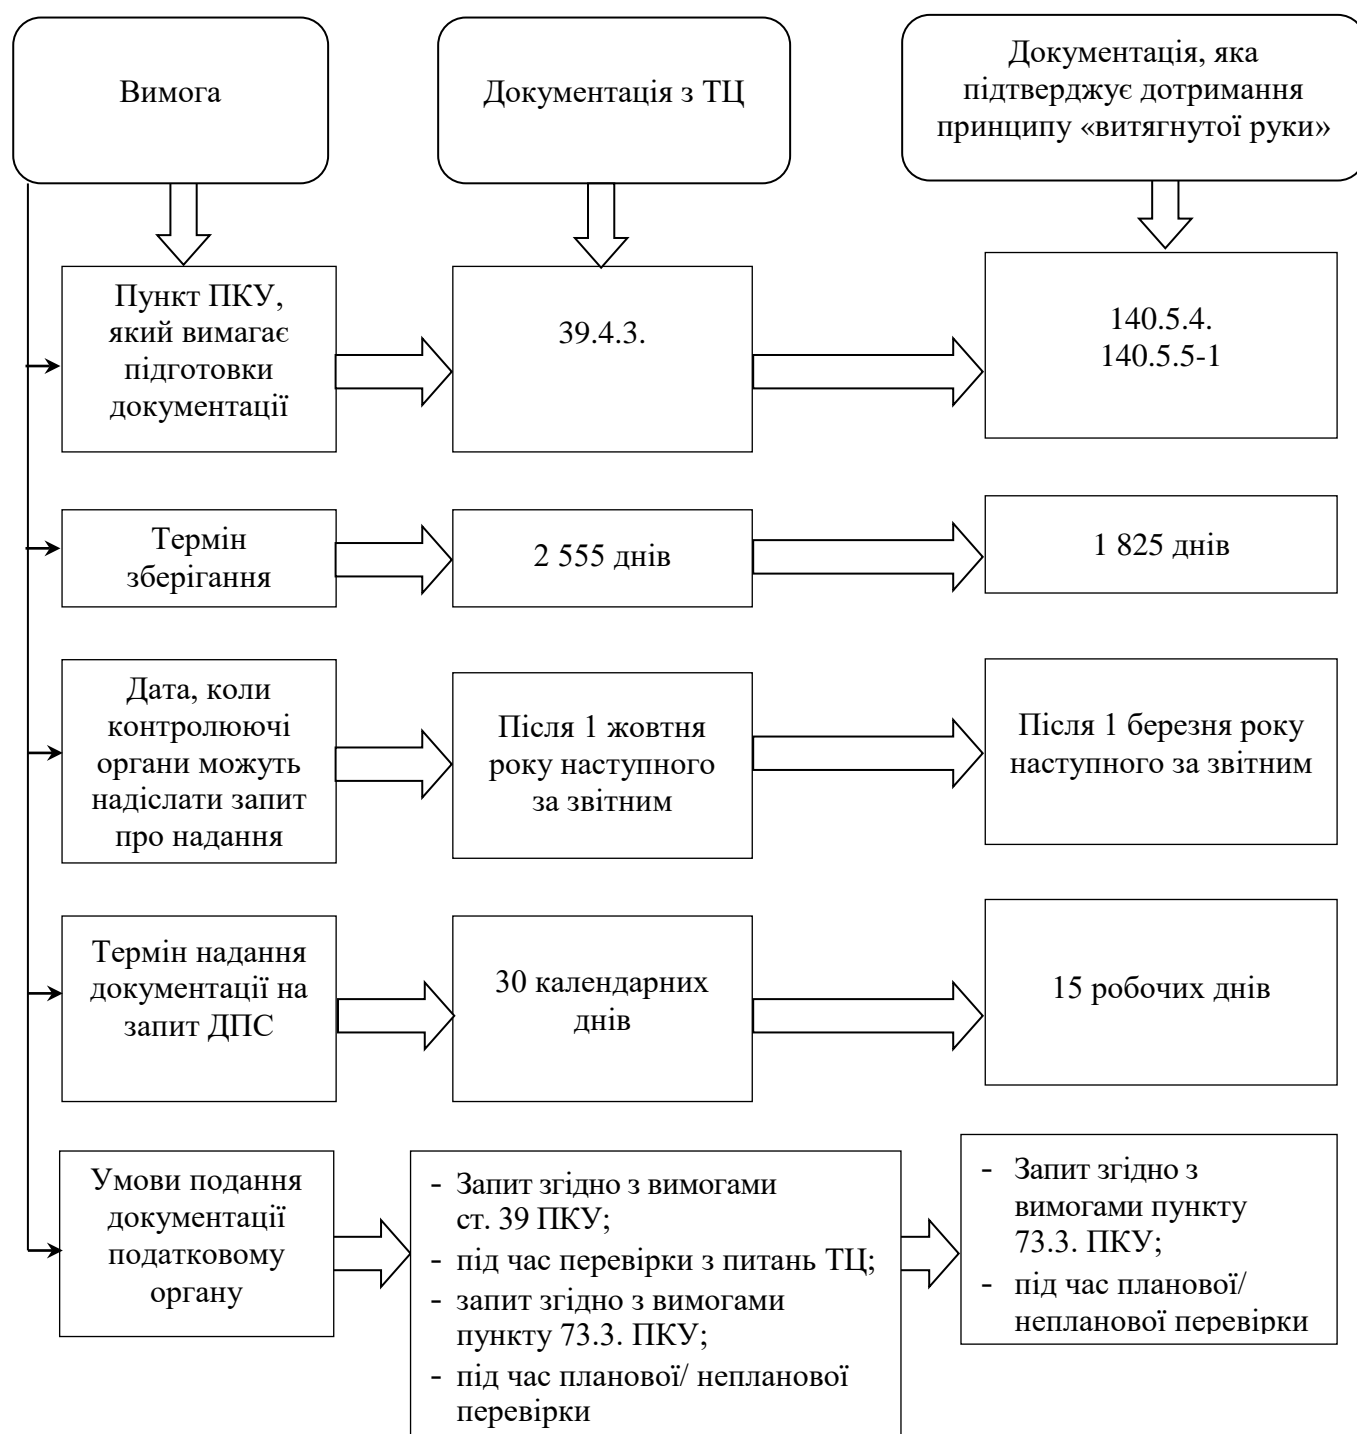 Вимога
Документація з ТЦ
Документація, яка
підтверджує дотримання
принципу «витягнутої руки»
Пункт ПКУ,
який вимагає
підготовки
документації
39.4.3.
140.5.4.
140.5.5-1
Термін
зберігання
2 555 днів
1 825 днів
Дата, коли
контролюючі
органи можуть
надіслати запит
про надання
Після 1 жовтня
року наступного
за звітним
Після 1 березня року
наступного за звітним
Термін надання
документації на
запит ДПС
30 календарних
днів
15 робочих днів
Умови подання
документації
податковому
органу
- Запит згідно з вимогами
ст. 39 ПКУ;
- під час перевірки з питань ТЦ;
- запит згідно з вимогами
пункту 73.3. ПКУ;
- під час планової/ непланової
перевірки
- Запит згідно з
вимогами пункту
73.3. ПКУ;
- під час планової/
непланової перевірки